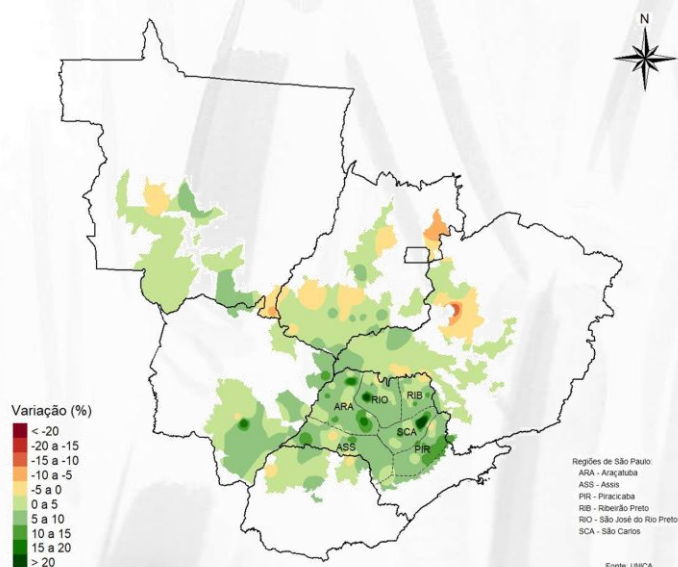 N
ARA
RIO
RIB
SCA
ASS
PIR
Variação (%)
< -20
-20 a -15
-15 a -10
-10 a -5
-5 a 0
0 a 5
5 a 10
10 a 15
15 a 20
> 20
Regiões de São Paulo:
ARA - Araçatuba
ASS - Assis
PIR - Piracicaba
RIB - Ribeirão Preto
RIO - São José do Rio Preto
SCA - São Carlos
Fonte: UNICA